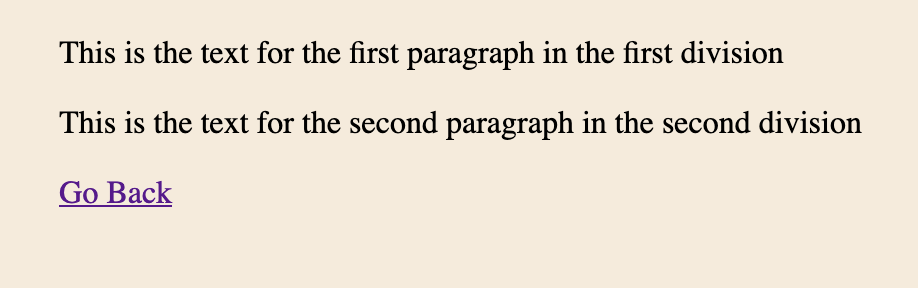 This is the text for the first paragraph in the first division
This is the text for the second paragraph in the second division
Go Back